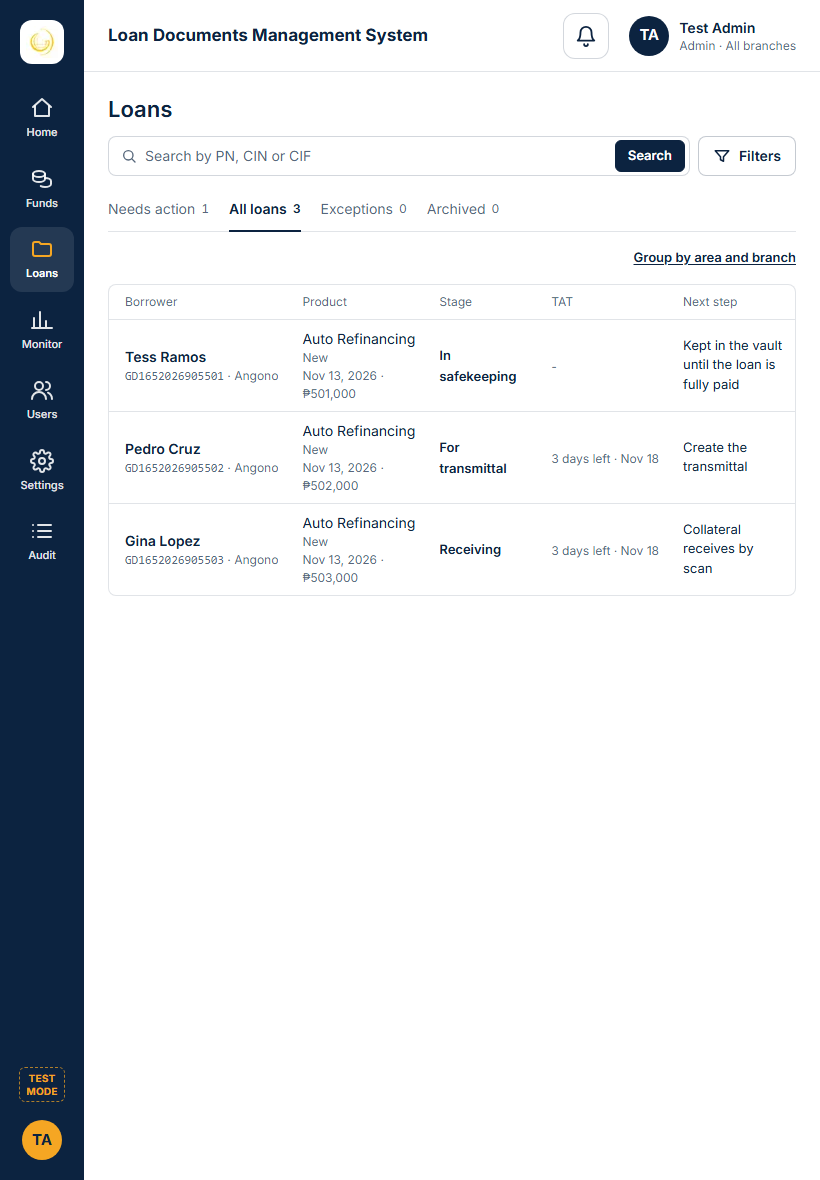 Loan Documents Management System
TA
Test Admin
Admin · All branches
Home
Funds
Loans
Monitor
Users
Settings
Audit
TEST
MODE
TA
Loans
Search by PN, CIN or CIF
Search
Filters
Needs action 1
All loans 3
Exceptions 0
Archived 0
Group by area and branch
Borrower
Product
Stage
TAT
Next step
Tess Ramos
GD1652026905501 · Angono
Auto Refinancing
New
Nov 13, 2026 ·
₱501,000
In
safekeeping
-
Kept in the vault
until the loan is
fully paid
Pedro Cruz
GD1652026905502 · Angono
Auto Refinancing
New
Nov 13, 2026 ·
₱502,000
For
transmittal
3 days left · Nov 18
Create the
transmittal
Gina Lopez
GD1652026905503 · Angono
Auto Refinancing
New
Nov 13, 2026 ·
₱503,000
Receiving
3 days left · Nov 18
Collateral
receives by
scan